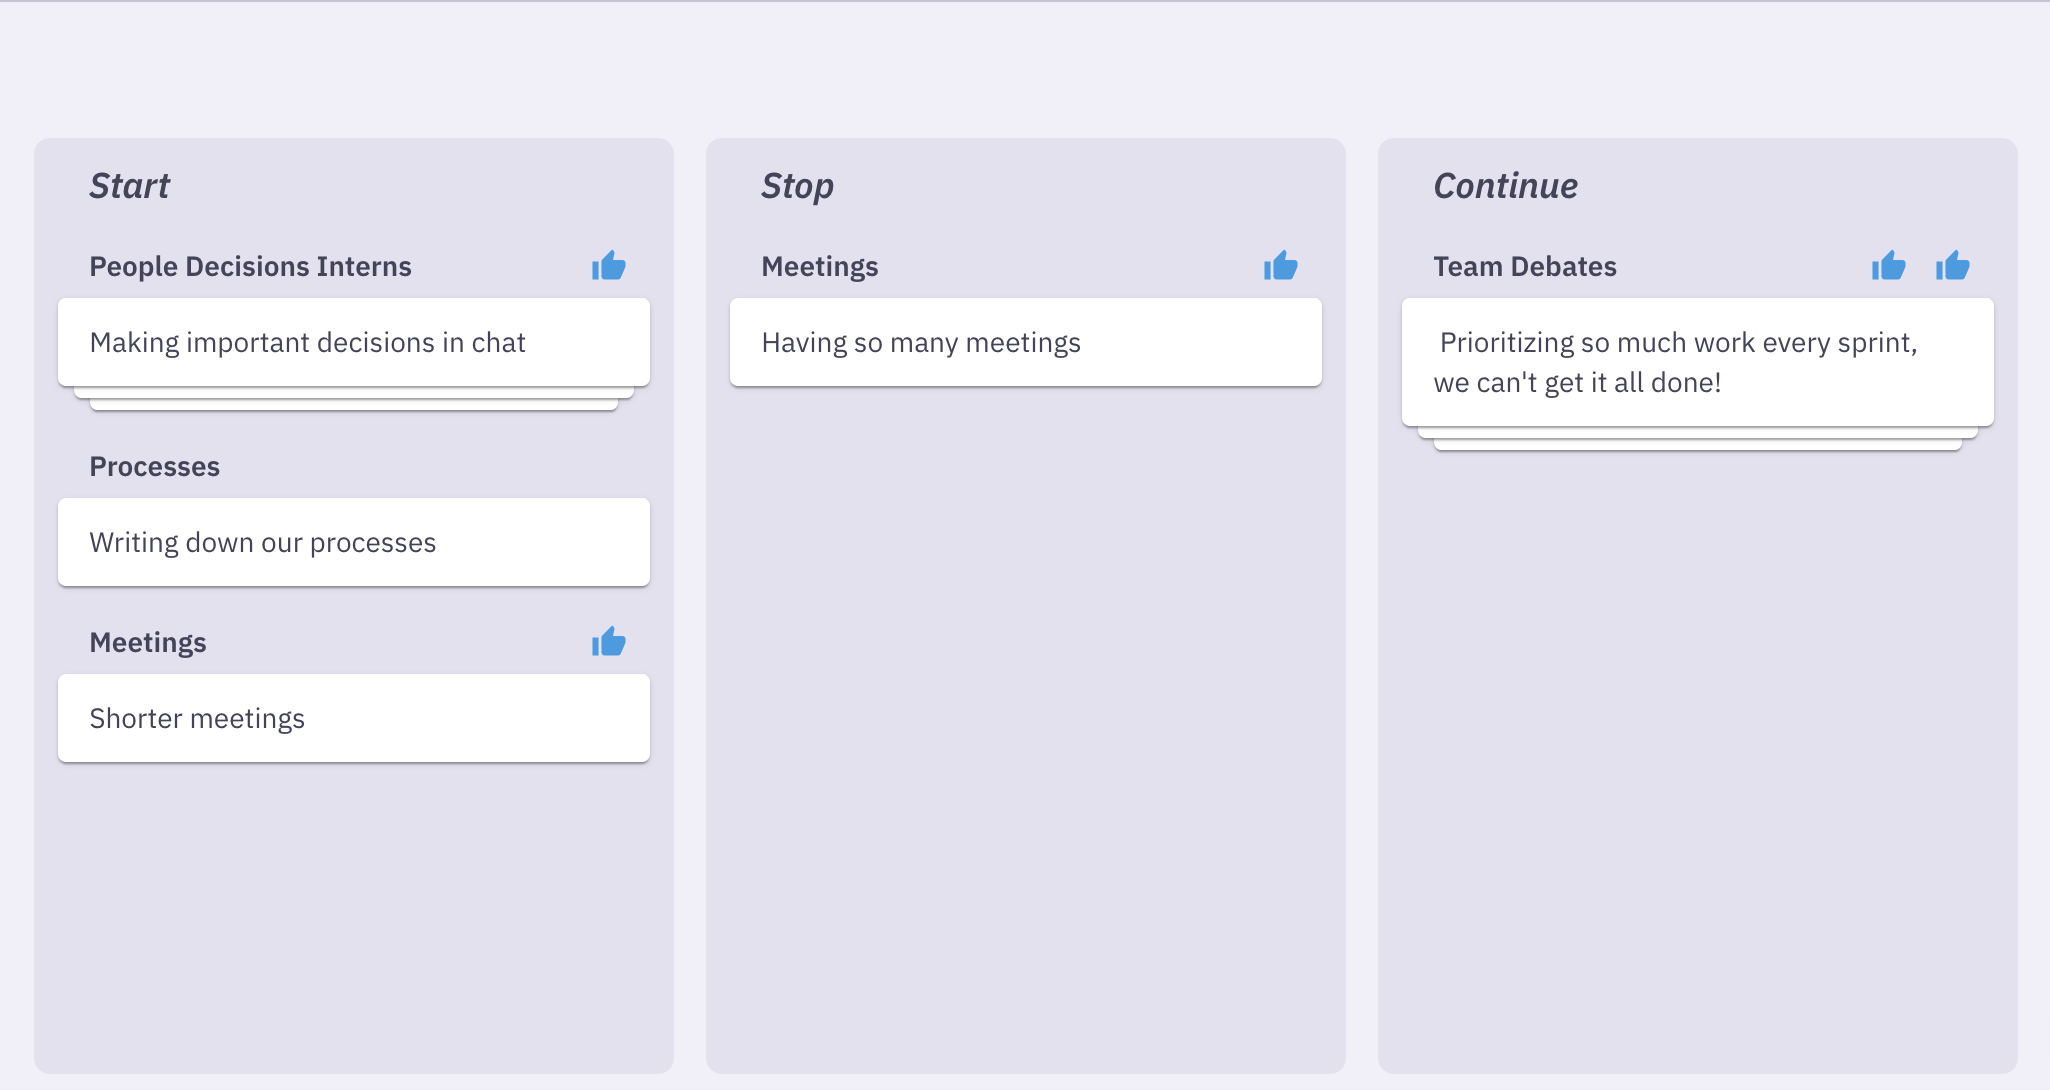 Start
People Decisions Interns
Making important decisions in chat
Processes
Writing down our processes
Meetings
Shorter meetings
Stop
Meetings
Having so many meetings
Continue
Team Debates
Prioritizing so much work every sprint,
we can't get it all done!